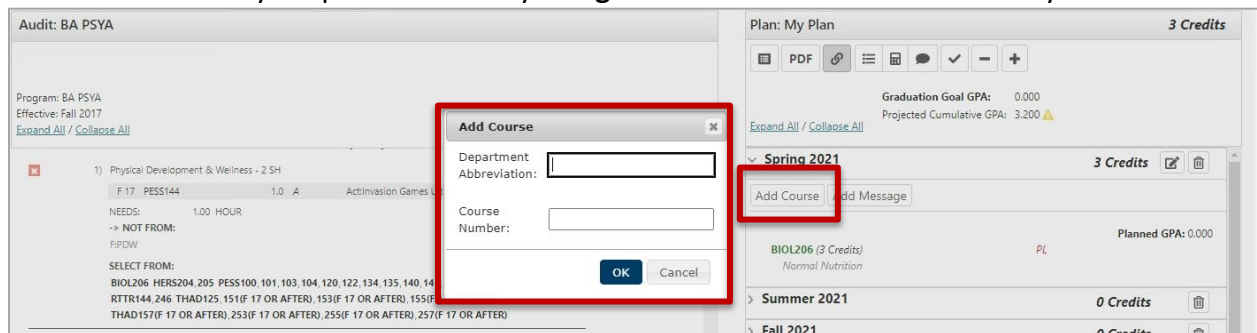 Audit: BA PSYA
Program: BA PSYA
Effective: Fall 2017
Expand All / Collapse All
1) Physical Development & Wellness - 2 SH
F 17 PESS144 1.0 A Act:Invasion Games
NEEDS: 1.00 HOUR
-> NOT FROM:
F:PDW
SELECT FROM:
BIOL206 HERS204,205 PESS100,101,103,104,120,122,134,135,140,
RTTR144,246 THAD125,151(F 17 OR AFTER),153(F 17 OR AFTER),
THAD157(F 17 OR AFTER),253(F 17 OR AFTER),255(F 17 OR AFTER),257(F 17 OR AFTER)
Add Course
Department
Abbreviation:
Course
Number:
OK Cancel
Plan: My Plan 3 Credits
PDF
Graduation Goal GPA: 0.000
Projected Cumulative GPA: 3.200
Expand All / Collapse All
Spring 2021 3 Credits
Add Course Add Message
Planned GPA: 0.000
BIOL206 (3 Credits) PL
Normal Nutrition
Summer 2021 0 Credits
Fall 2021 0 Credits